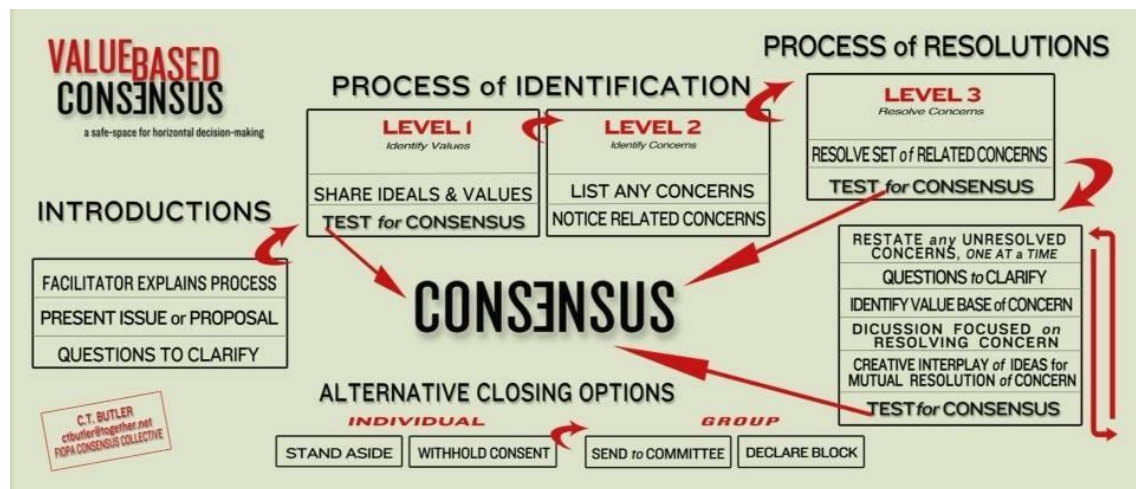 VALUEBASED
CONSENSUS
a safe-space for horizontal decision-making
INTRODUCTIONS
FACILITATOR EXPLAINS PROCESS
PRESENT ISSUE or PROPOSAL
QUESTIONS TO CLARIFY
PROCESS of IDENTIFICATION
LEVEL 1
Identify Values
SHARE IDEALS & VALUES
TEST for CONSENSUS
LEVEL 2
Identify Concerns
LIST ANY CONCERNS
NOTICE RELATED CONCERNS
PROCESS of RESOLUTIONS
LEVEL 3
Resolve Concerns
RESOLVE SET of RELATED CONCERNS
TEST for CONSENSUS
RESTATE any UNRESOLVED
CONCERNS, ONE AT a TIME
QUESTIONS to CLARIFY
IDENTIFY VALUE BASE of CONCERN
DICUSSION FOCUSED on
RESOLVING CONCERN
CREATIVE INTERPLAY of IDEAS for
MUTUAL RESOLUTION of CONCERN
TEST for CONSENSUS
CONSENSUS
ALTERNATIVE CLOSING OPTIONS
INDIVIDUAL
STAND ASIDE
WITHHOLD CONSENT
GROUP
SEND to COMMITTEE
DECLARE BLOCK
C.T. BUTLER
ctbutler@together.net
FIOPA CONSENSUS COLLECTIVE